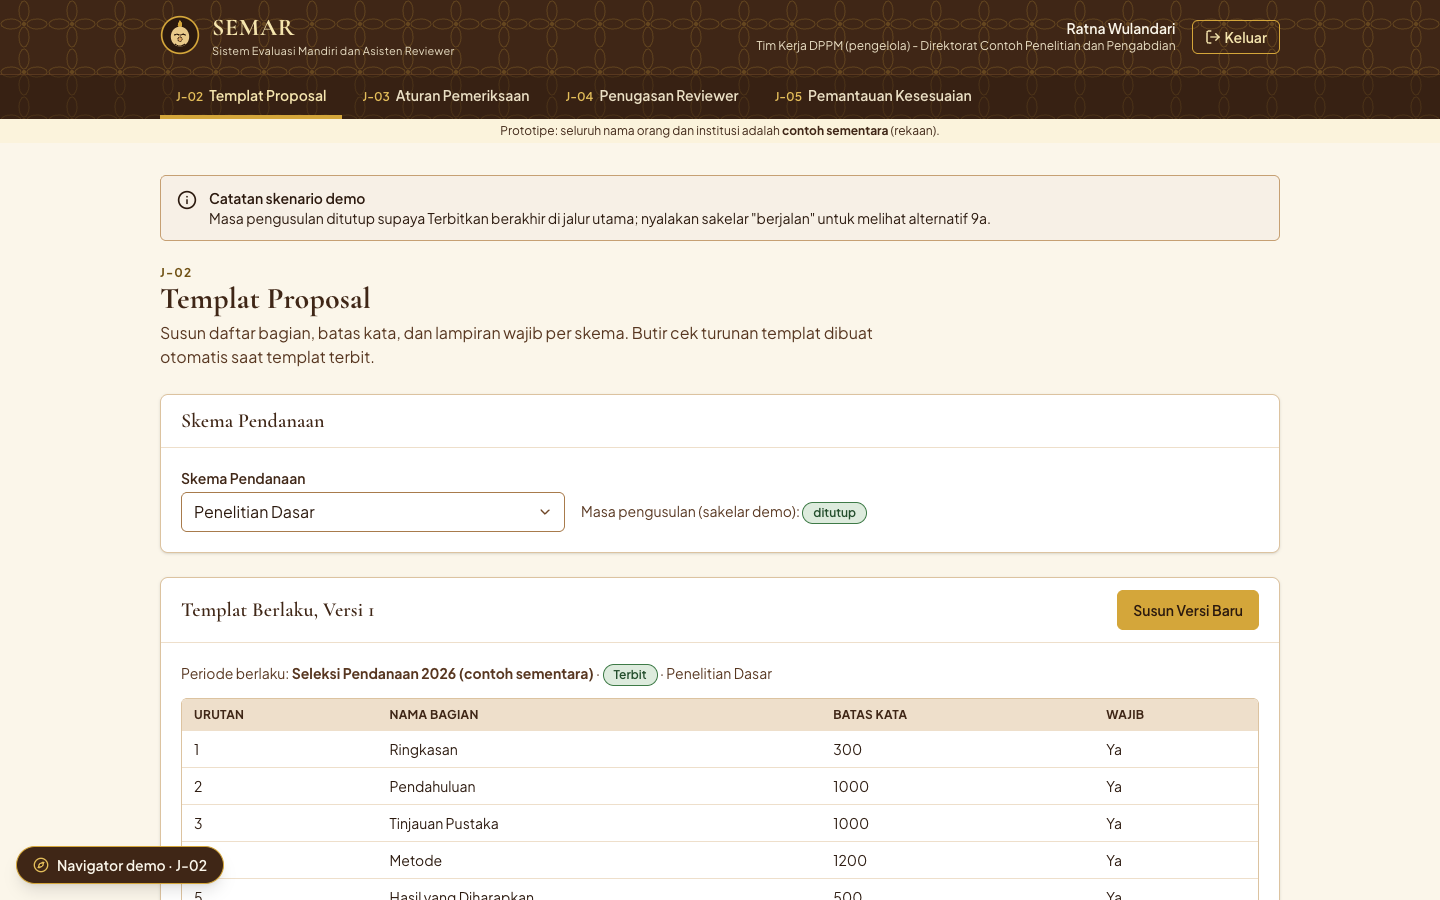 SEMAR
Sistem Evaluasi Mandiri dan Asisten Reviewer
Ratna Wulandari
Tim Kerja DPPM (pengelola) - Direktorat Contoh Penelitian dan Pengabdian
Keluar
J-02 Templat Proposal
J-03 Aturan Pemeriksaan
J-04 Penugasan Reviewer
J-05 Pemantauan Kesesuaian
Prototipe: seluruh nama orang dan institusi adalah contoh sementara (rekaan).
Catatan skenario demo
Masa pengusulan ditutup supaya Terbitkan berakhir di jalur utama; nyalakan sakelar "berjalan" untuk melihat alternatif 9a.
J-02
Templat Proposal
Susun daftar bagian, batas kata, dan lampiran wajib per skema. Butir cek turunan templat dibuat
otomatis saat templat terbit.
Skema Pendanaan
Skema Pendanaan
Penelitian Dasar
Masa pengusulan (sakelar demo): ditutup
Templat Berlaku, Versi 1
Susun Versi Baru
Periode berlaku: Seleksi Pendanaan 2026 (contoh sementara) · Terbit · Penelitian Dasar
URUTAN NAMA BAGIAN BATAS KATA WAJIB
1 Ringkasan 300 Ya
2 Pendahuluan 1000 Ya
3 Tinjauan Pustaka 1000 Ya
Metode 1200 Ya
5 Hasil yang Diharapkan 500 Ya
Navigator demo · J-02